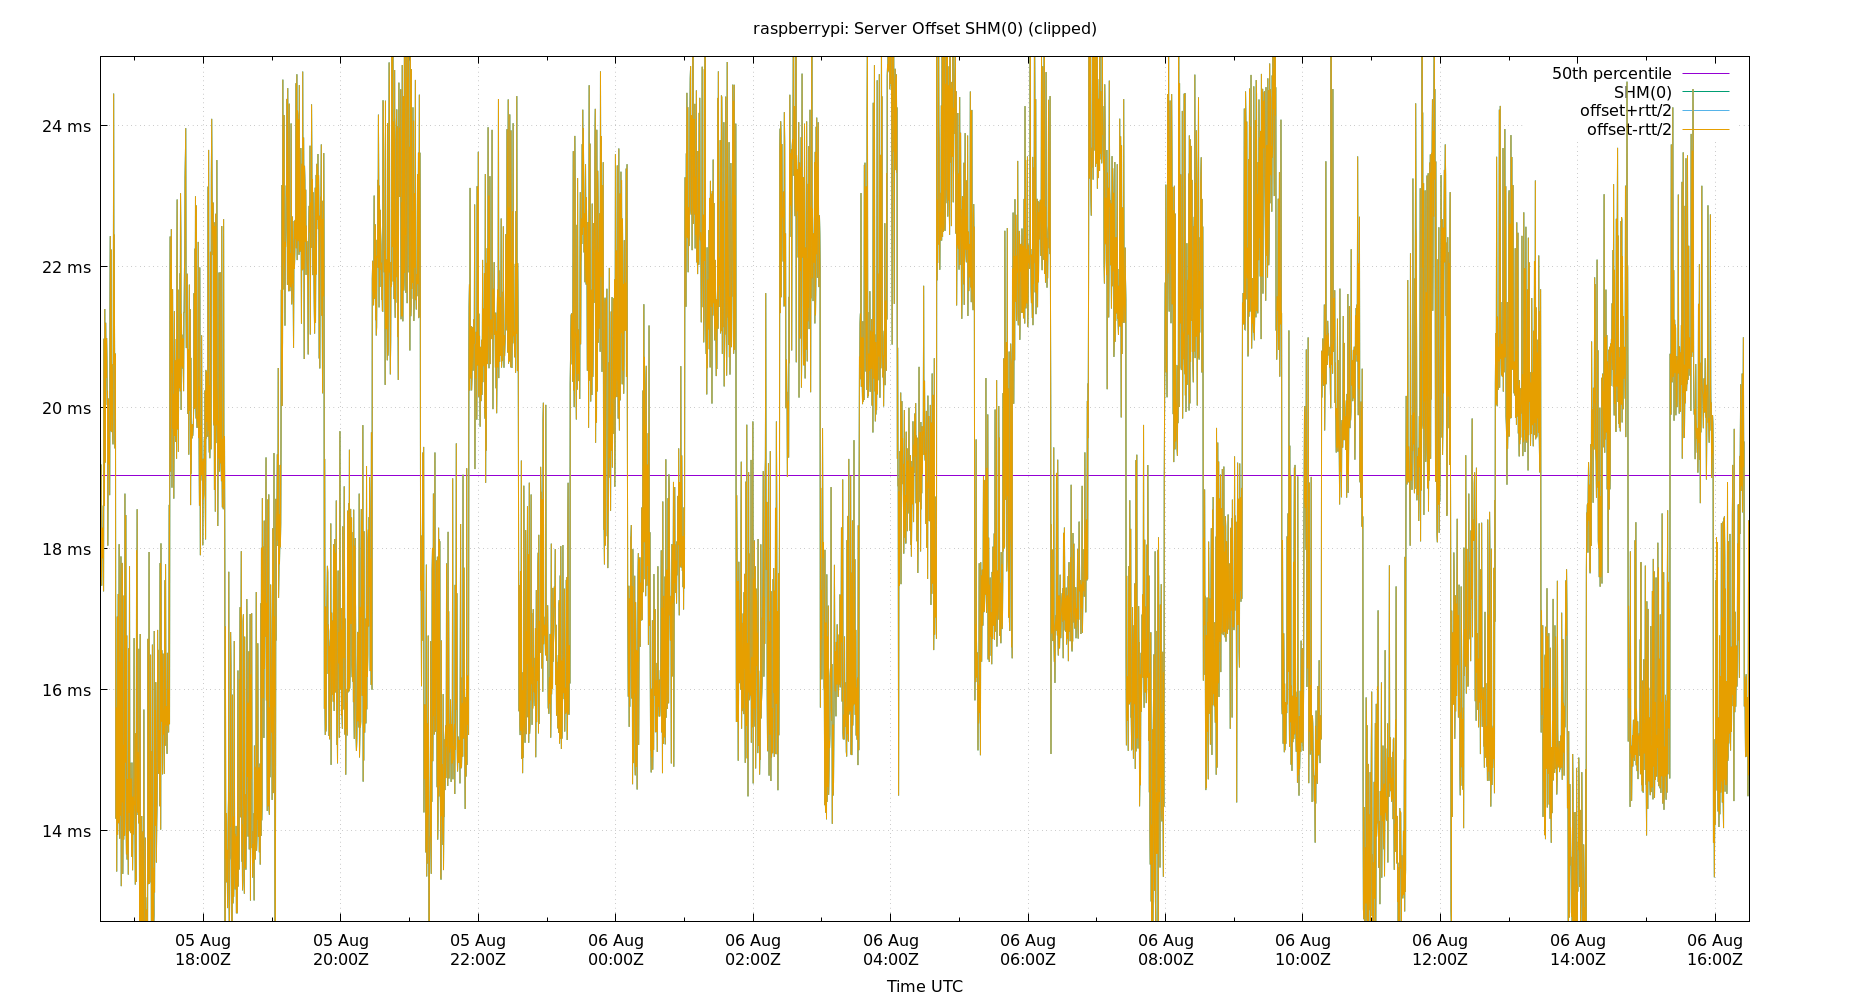 raspberrypi: Server Offset SHM(0) (clipped)
50th percentile
SHM(0)
offset+rtt/2
offset-rtt/2
24 ms
22 ms
20 ms
18 ms
16 ms
14 ms
05 Aug 05 Aug 05 Aug 06 Aug 06 Aug 06 Aug 06 Aug 06 Aug 06 Aug 06 Aug 06 Aug 06 Aug
18:00Z 20:00Z 22:00Z 00:00Z 02:00Z 04:00Z 06:00Z 08:00Z 10:00Z 12:00Z 14:00Z 16:00Z
Time UTC